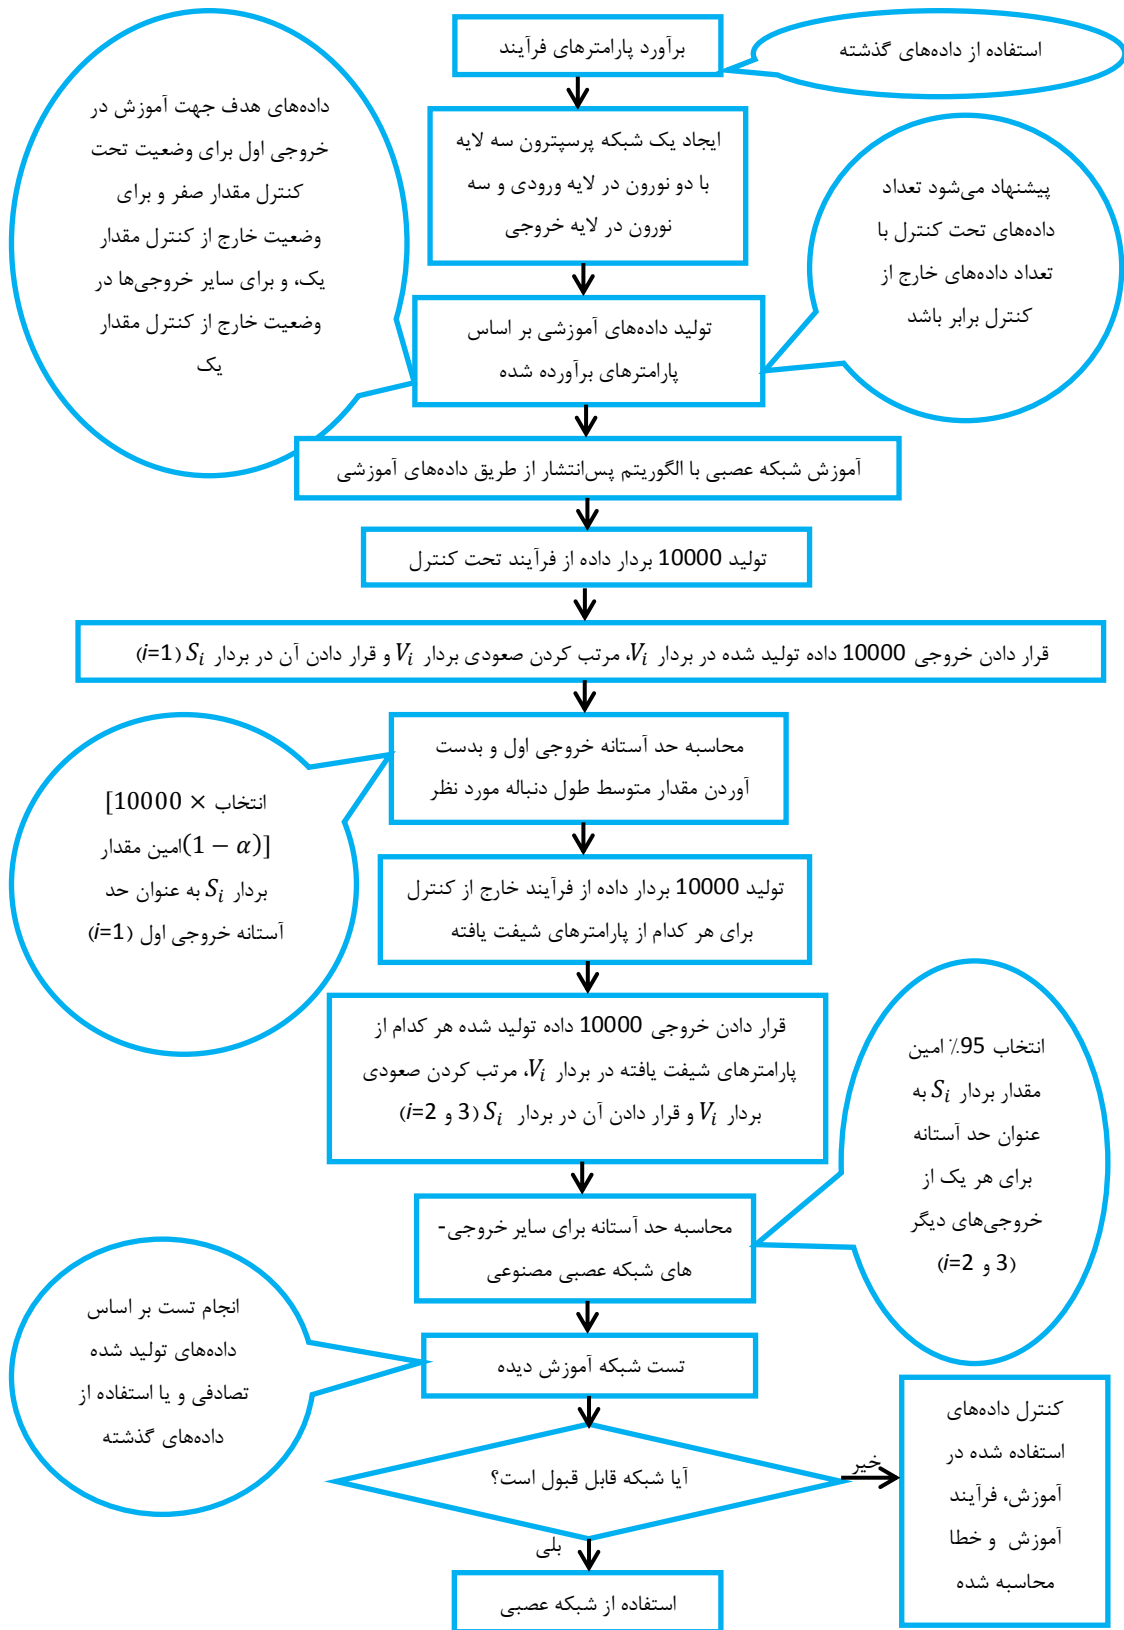 برآورد پارامترهای فرآیند
استفاده از داده‌های گذشته
ایجاد یک شبکه پرسپترون سه لایه
با دو نورون در لایه ورودی و سه
نورون در لایه خروجی
داده‌های هدف جهت آموزش در
خروجی اول برای وضعیت تحت
کنترل مقدار صفر و برای
وضعیت خارج از کنترل مقدار
یک، و برای سایر خروجی‌ها در
وضعیت خارج از کنترل مقدار
یک
پیشنهاد می‌شود تعداد
داده‌های تحت کنترل با
تعداد داده‌های خارج از
کنترل برابر باشد
تولید داده‌های آموزشی بر اساس
پارامترهای برآورده شده
آموزش شبکه عصبی با الگوریتم پس‌انتشار از طریق داده‌های آموزشی
تولید 10000 بردار داده از فرآیند تحت کنترل
قرار دادن خروجی 10000 داده تولید شده در بردار V_i، مرتب کردن صعودی بردار V_i و قرار دادن آن در بردار S_i (i=1)
محاسبه حد آستانه خروجی اول و بدست
آوردن مقدار متوسط طول دنباله مورد نظر
انتخاب × 10000]
[(1 − α)امین مقدار
بردار S_i به عنوان حد
آستانه خروجی اول (i=1)
تولید 10000 بردار داده از فرآیند خارج از کنترل
برای هر کدام از پارامترهای شیفت یافته
قرار دادن خروجی 10000 داده تولید شده هر کدام از
پارامترهای شیفت یافته در بردار V_i، مرتب کردن صعودی
بردار V_i و قرار دادن آن در بردار S_i (3 و i=2)
انتخاب 95٪ امین
مقدار بردار S_i به
عنوان حد آستانه
برای هر یک از
خروجی‌های دیگر
(3 و i=2)
محاسبه حد آستانه برای سایر خروجی-
های شبکه عصبی مصنوعی
انجام تست بر اساس
داده‌های تولید شده
تصادفی و یا استفاده از
داده‌های گذشته
تست شبکه آموزش دیده
آیا شبکه قابل قبول است؟
خیر
کنترل داده‌های
استفاده شده در
آموزش، فرآیند
آموزش و خطا
محاسبه شده
بلی
استفاده از شبکه عصبی